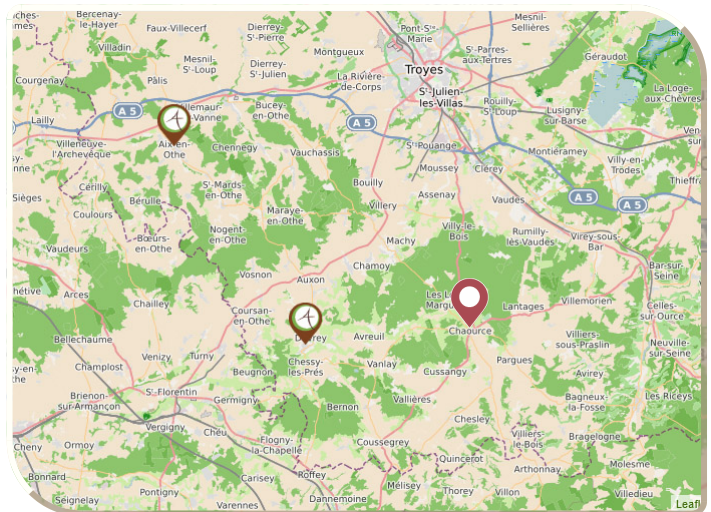 Bercenay-
le-Hayer
Faux-Villecerf
Dierrey-
St-Pierre
Pont-Ste-
Marie
Mesnil-
Sellières
Villadin
Mesnil-
St-Loup
Montgueux
Troyes
St-Parres-
aux-Tertres
Géraudot
Courgenay
Pâlis
Dierrey-
St-Julien
La Rivière-
de-Corps
St-Julien
les-Villas
La Loge-
aux-Chèvres
Lailly
A 5
Bucey-
en-Othe
A 5
Rouilly-
St-Loup
Lusigny-
sur-Barse
Villeneuve-
l'Archevêque
Aix-en-
Othe
Chennegy
Vauchassis
St-Pouange
Montiéramey
Villy-en-
Trodes
Moussey
Clérey
Cérilly
St-Mards-
en-Othe
Bouilly
Assenay
A 5
A 5
Sièges
Bérulle
Coulours
Maraye-
en-Othe
Villery
Vaudes
Bœurs-
en-Othe
Nogent-
en-Othe
Machy
Villy-le-
Bois
Rumilly-
lès-Vaudes
Virey-sous-
Bar
Vaudeurs
Vosnon
Auxon
Chamoy
Bar-sur-
Seine
Arces
Chailley
Coursan-
en-Othe
Lantages
Villemorien
Celles-
sur-Ource
Bellechaume
Avreuil
Chaource
Villiers-
sous-Praslin
Neuville-
sur-Seine
Champlost
Venizy
Turny
Beugnon
Chessy-
les-Prés
Vanlay
Cussangy
Pargues
Avirey
Brienon-
sur-Armançon
St-Florentin
Germigny
Bernon
Vallières
Bagneux-
la-Fosse
Les Riceys
Vergigny
Chéu
Chesley
Villiers-
le-Bois
Bragelogne
Cheny
Ormoy
Flogny-
la-Chapelle
Coussegrey
Quincerot
Arthonnay
Molesme
Bonnard
Pontigny
Carisey
Roffey
Mélisey
Thorey
Villon
Villedieu
Seignelay
Varennes
Dannemoine
Leafl